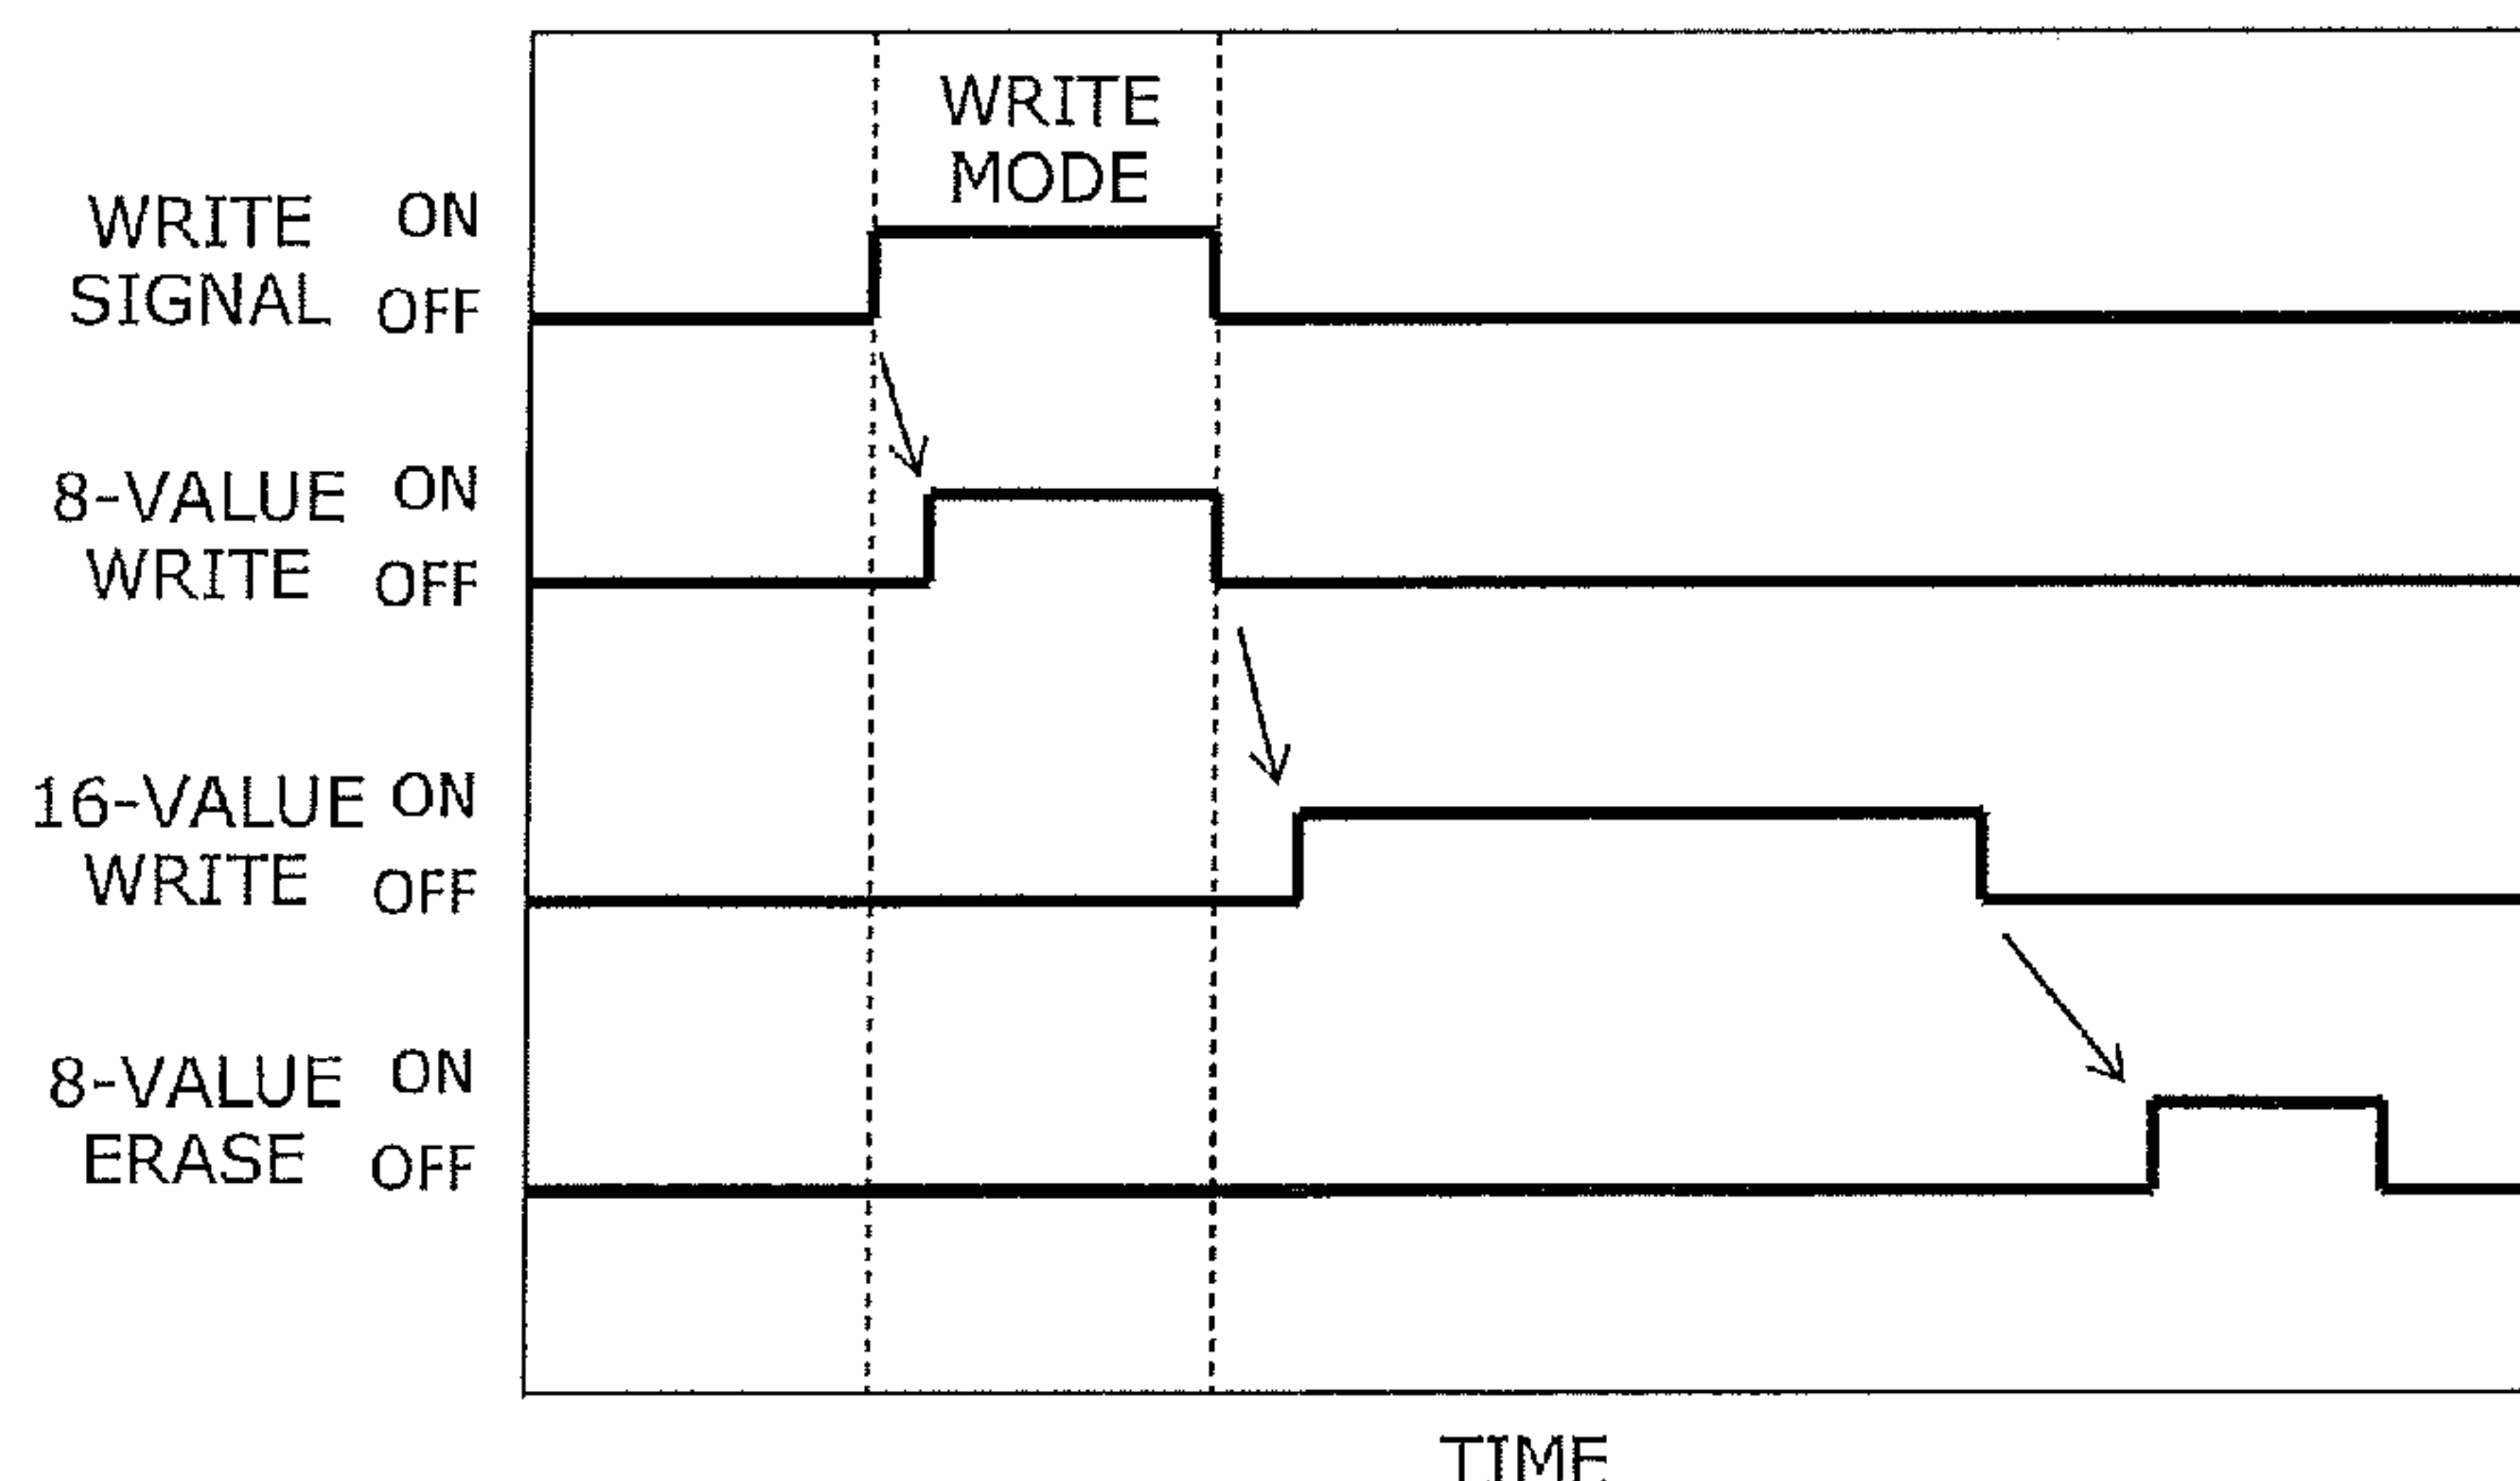 WRITE
MODE
WRITE ON
SIGNAL OFF
8-VALUE ON
WRITE OFF
16-VALUE ON
WRITE OFF
8-VALUE ON
ERASE OFF
TIME